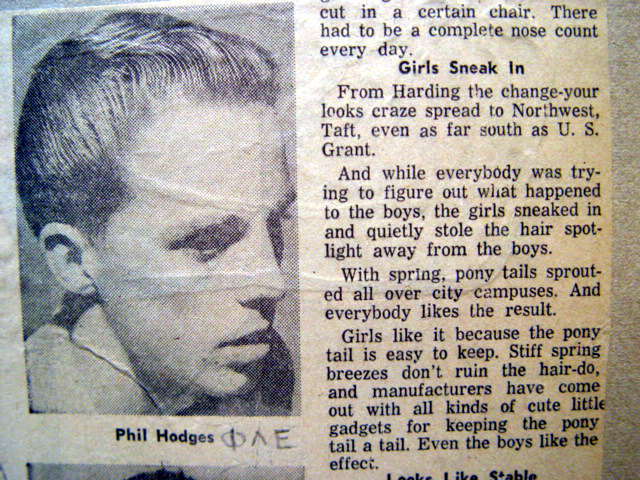 Phil Hodges ΦΛΕ
cut in a certain chair. There
had to be a complete nose count
every day.
Girls Sneak In
From Harding the change-your
looks craze spread to Northwest,
Taft, even as far south as U. S.
Grant.
And while everybody was try-
ing to figure out what happened
to the boys, the girls sneaked in
and quietly stole the hair spot-
light away from the boys.
With spring, pony tails sprout-
ed all over city campuses. And
everybody likes the result.
Girls like it because the pony
tail is easy to keep. Stiff spring
breezes don't ruin the hair-do,
and manufacturers have come
out with all kinds of cute little
gadgets for keeping the pony
tail a tail. Even the boys like the
effect.
Looks Like Stable